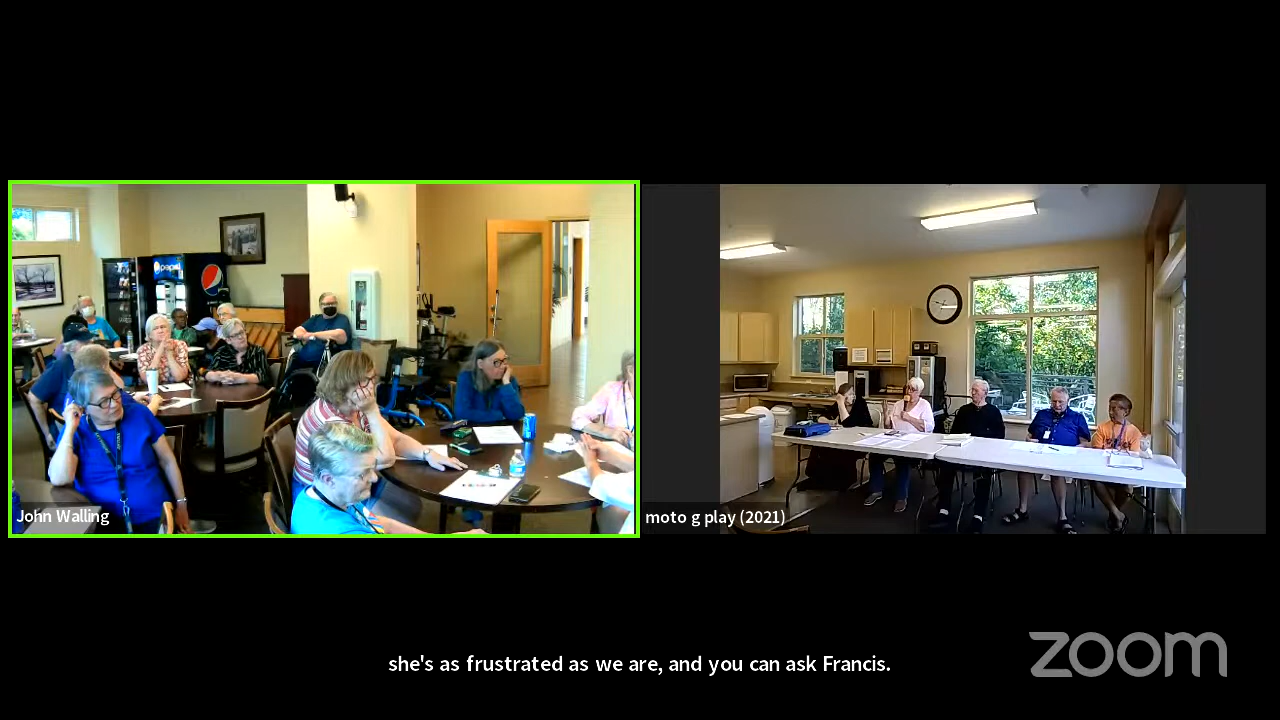 pepsi
John Walling
moto g play (2021)
she's as frustrated as we are, and you can ask Francis.
zoom